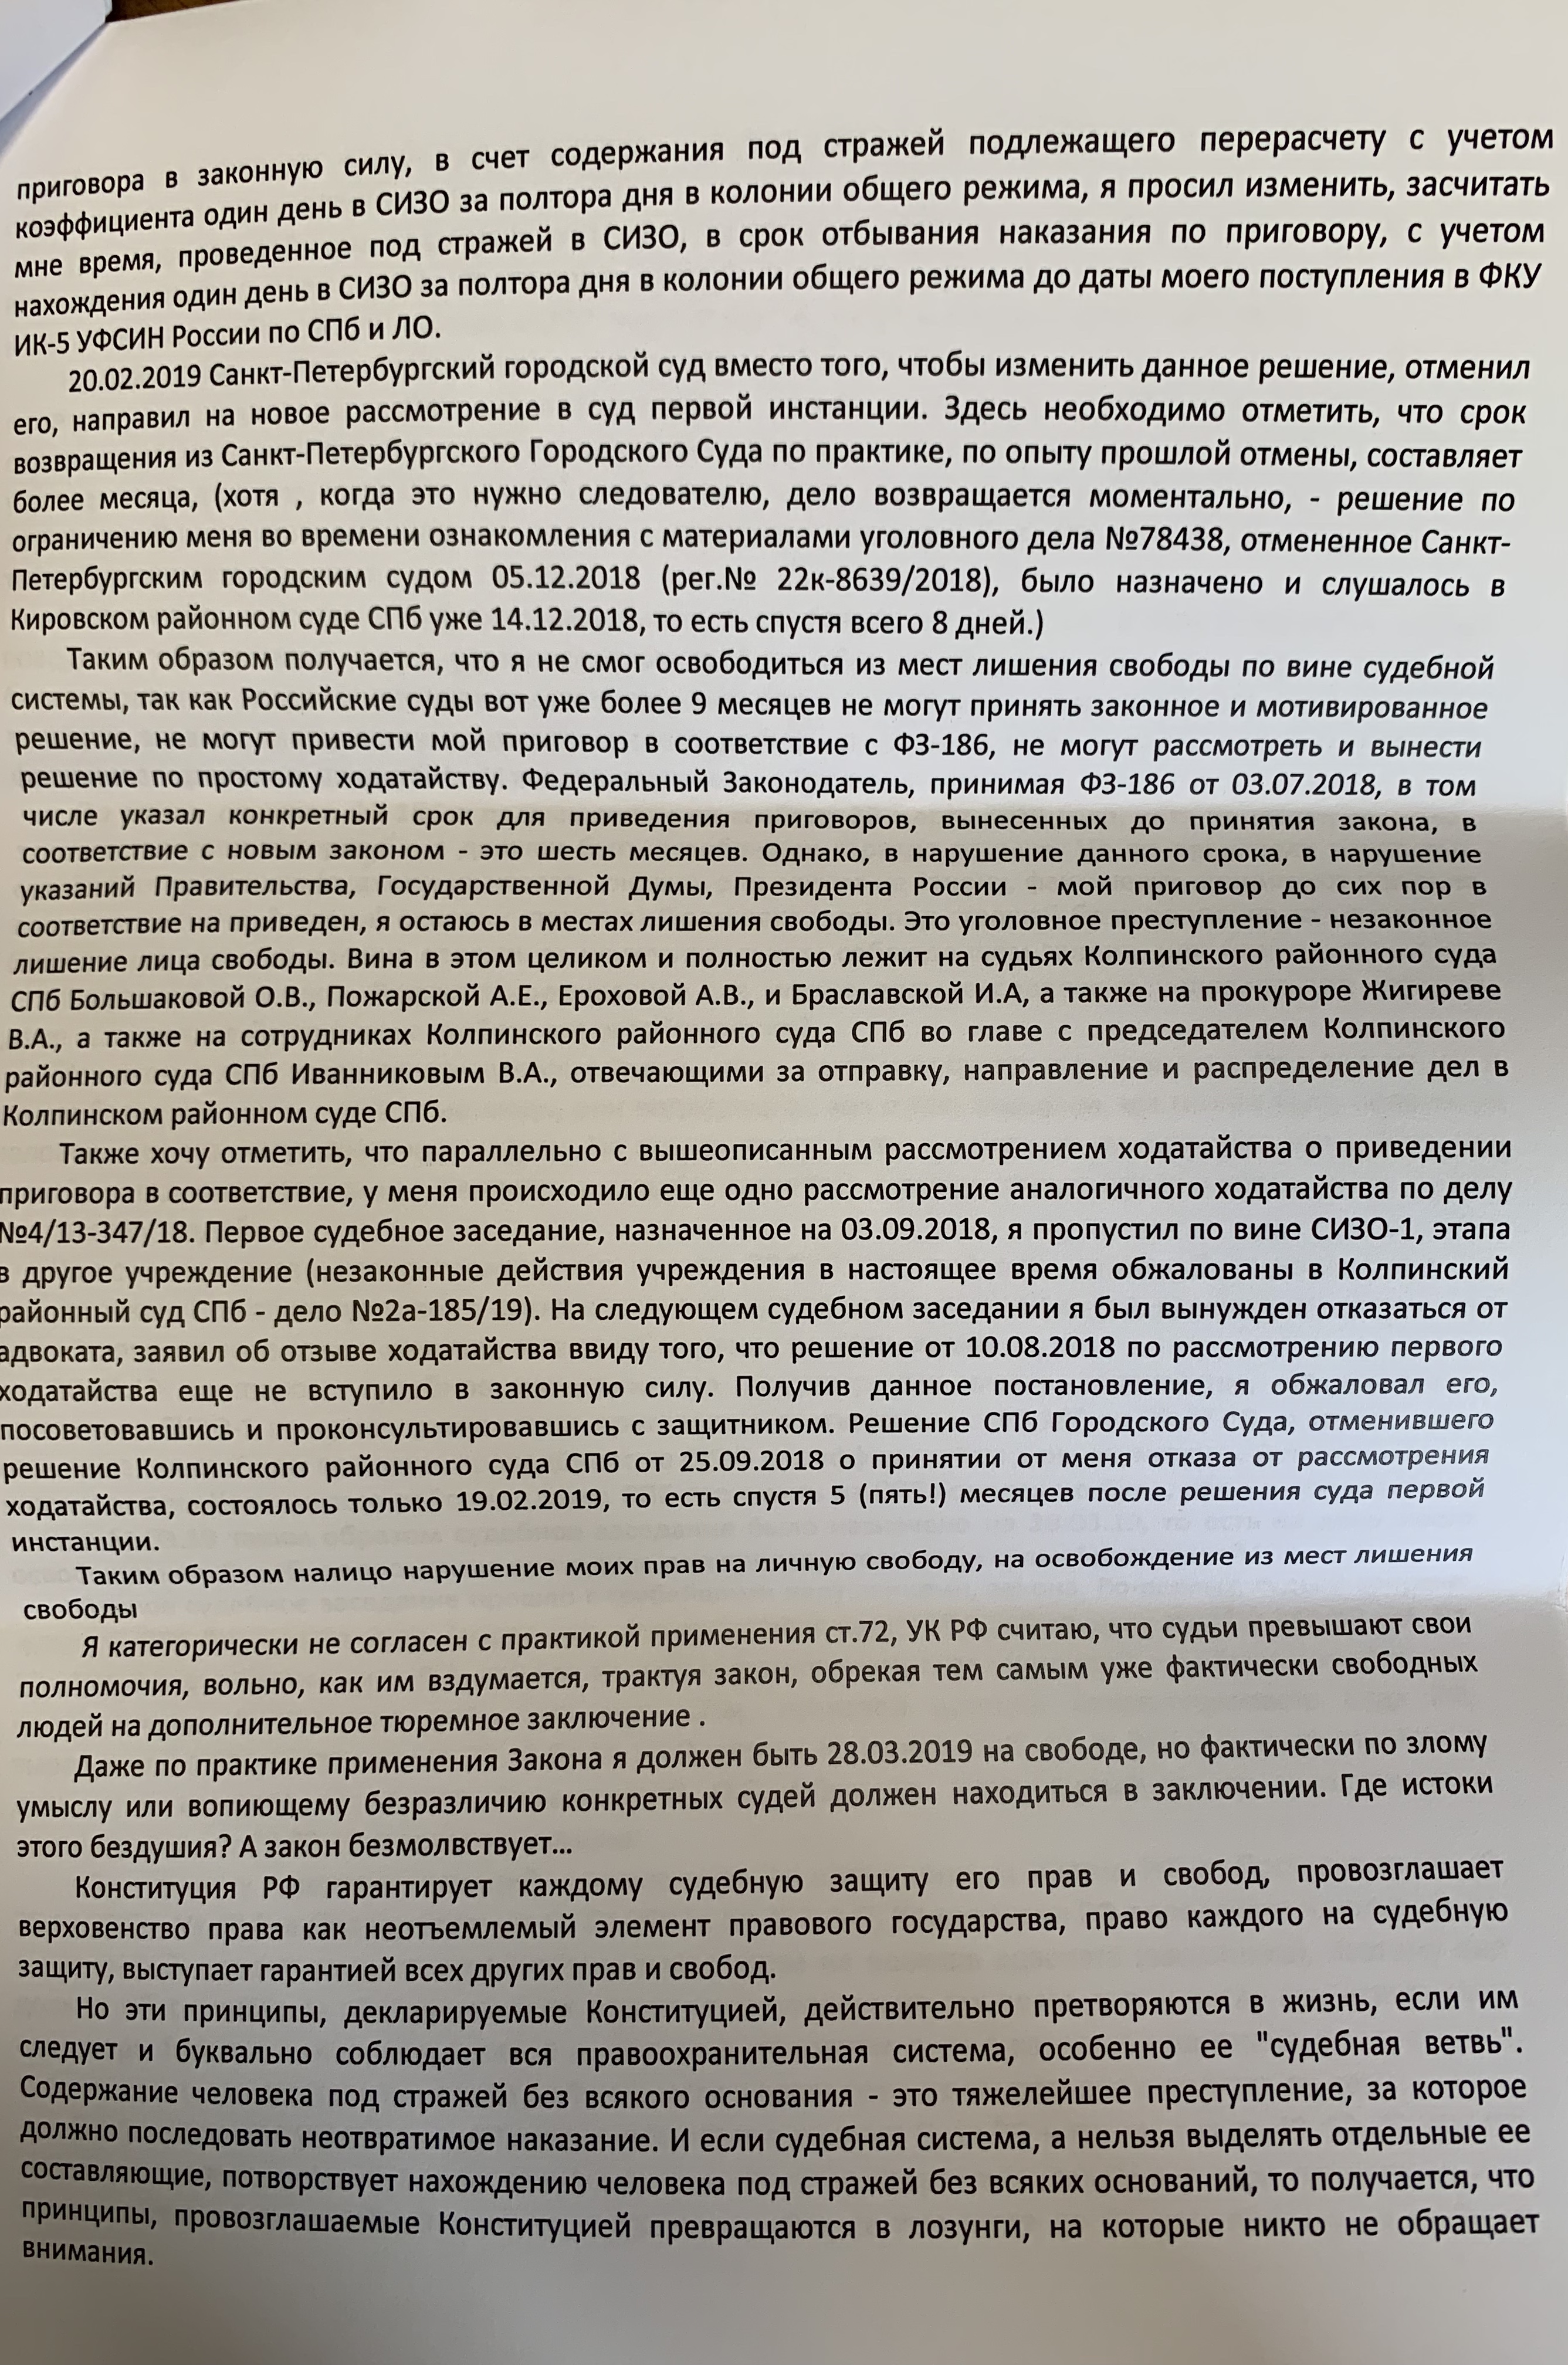 приговора в законную силу, в счет содержания под стражей подлежащего перерасчету с учетом
коэффициента один день в СИЗО за полтора дня в колонии общего режима, я просил изменить, засчитать
мне время, проведенное под стражей в СИЗО, в срок отбывания наказания по приговору, с учетом
нахождения один день в СИЗО за полтора дня в колонии общего режима до даты моего поступления в ФКУ
ИК-5 УФСИН России по СПб и ЛО.
20.02.2019 Санкт-Петербургский городской суд вместо того, чтобы изменить данное решение, отменил
его, направил на новое рассмотрение в суд первой инстанции. Здесь необходимо отметить, что срок
возвращения из Санкт-Петербургского Городского Суда по практике, по опыту прошлой отмены, составляет
более месяца, (хотя , когда это нужно следователю, дело возвращается моментально, - решение по
ограничению меня во времени ознакомления с материалами уголовного дела №78438, отмененное Санкт-
Петербургским городским судом 05.12.2018 (рег.№ 22к-8639/2018), было назначено и слушалось в
Кировском районном суде СПб уже 14.12.2018, то есть спустя всего 8 дней.)
Таким образом получается, что я не смог освободиться из мест лишения свободы по вине судебной
системы, так как Российские суды вот уже более 9 месяцев не могут принять законное и мотивированное
решение, не могут привести мой приговор в соответствие с ФЗ-186, не могут рассмотреть и вынести
решение по простому ходатайству. Федеральный Законодатель, принимая ФЗ-186 от 03.07.2018, в том
числе указал конкретный срок для приведения приговоров, вынесенных до принятия закона, в
соответствие с новым законом - это шесть месяцев. Однако, в нарушение данного срока, в нарушение
указаний Правительства, Государственной Думы, Президента России - мой приговор до сих пор в
соответствие на приведен, я остаюсь в местах лишения свободы. Это уголовное преступление - незаконное
лишение лица свободы. Вина в этом целиком и полностью лежит на судьях Колпинского районного суда
СПб Большаковой О.В., Пожарской А.Е., Ероховой А.В., и Браславской И.А, а также на прокуроре Жигиреве
В.А., а также на сотрудниках Колпинского районного суда СПб во главе с председателем Колпинского
районного суда СПб Иванниковым В.А., отвечающими за отправку, направление и распределение дел в
Колпинском районном суде СПб.
Также хочу отметить, что параллельно с вышеописанным рассмотрением ходатайства о приведении
приговора в соответствие, у меня происходило еще одно рассмотрение аналогичного ходатайства по делу
№4/13-347/18. Первое судебное заседание, назначенное на 03.09.2018, я пропустил по вине СИЗО-1, этапа
в другое учреждение (незаконные действия учреждения в настоящее время обжалованы в Колпинский
районный суд СПб - дело №2а-185/19). На следующем судебном заседании я был вынужден отказаться от
адвоката, заявил об отзыве ходатайства ввиду того, что решение от 10.08.2018 по рассмотрению первого
ходатайства еще не вступило в законную силу. Получив данное постановление, я обжаловал его,
посоветовавшись и проконсультировавшись с защитником. Решение СПб Городского Суда, отменившего
решение Колпинского районного суда СПб от 25.09.2018 о принятии от меня отказа от рассмотрения
ходатайства, состоялось только 19.02.2019, то есть спустя 5 (пять!) месяцев после решения суда первой
инстанции.
Таким образом налицо нарушение моих прав на личную свободу, на освобождение из мест лишения
свободы
Я категорически не согласен с практикой применения ст.72, УК РФ считаю, что судьи превышают свои
полномочия, вольно, как им вздумается, трактуя закон, обрекая тем самым уже фактически свободных
людей на дополнительное тюремное заключение .
Даже по практике применения Закона я должен быть 28.03.2019 на свободе, но фактически по злому
умыслу или вопиющему безразличию конкретных судей должен находиться в заключении. Где истоки
этого бездушия? А закон безмолвствует...
Конституция РФ гарантирует каждому судебную защиту его прав и свобод, провозглашает
верховенство права как неотъемлемый элемент правового государства, право каждого на судебную
защиту, выступает гарантией всех других прав и свобод.
Но эти принципы, декларируемые Конституцией, действительно претворяются в жизнь, если им
следует и буквально соблюдает вся правоохранительная система, особенно ее "судебная ветвь".
Содержание человека под стражей без всякого основания - это тяжелейшее преступление, за которое
должно последовать неотвратимое наказание. И если судебная система, а нельзя выделять отдельные ее
составляющие, потворствует нахождению человека под стражей без всяких оснований, то получается, что
принципы, провозглашаемые Конституцией превращаются в лозунги, на которые никто не обращает
внимания.